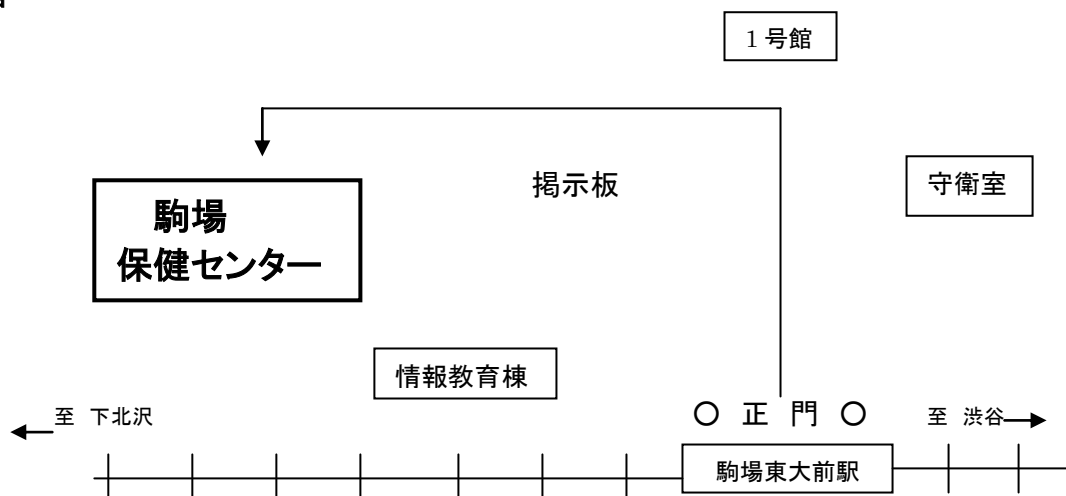 １号館
掲示板
守衛室
駒場
保健センター
情報教育棟
至 下北沢
○ 正 門 ○
至 渋谷
駒場東大前駅